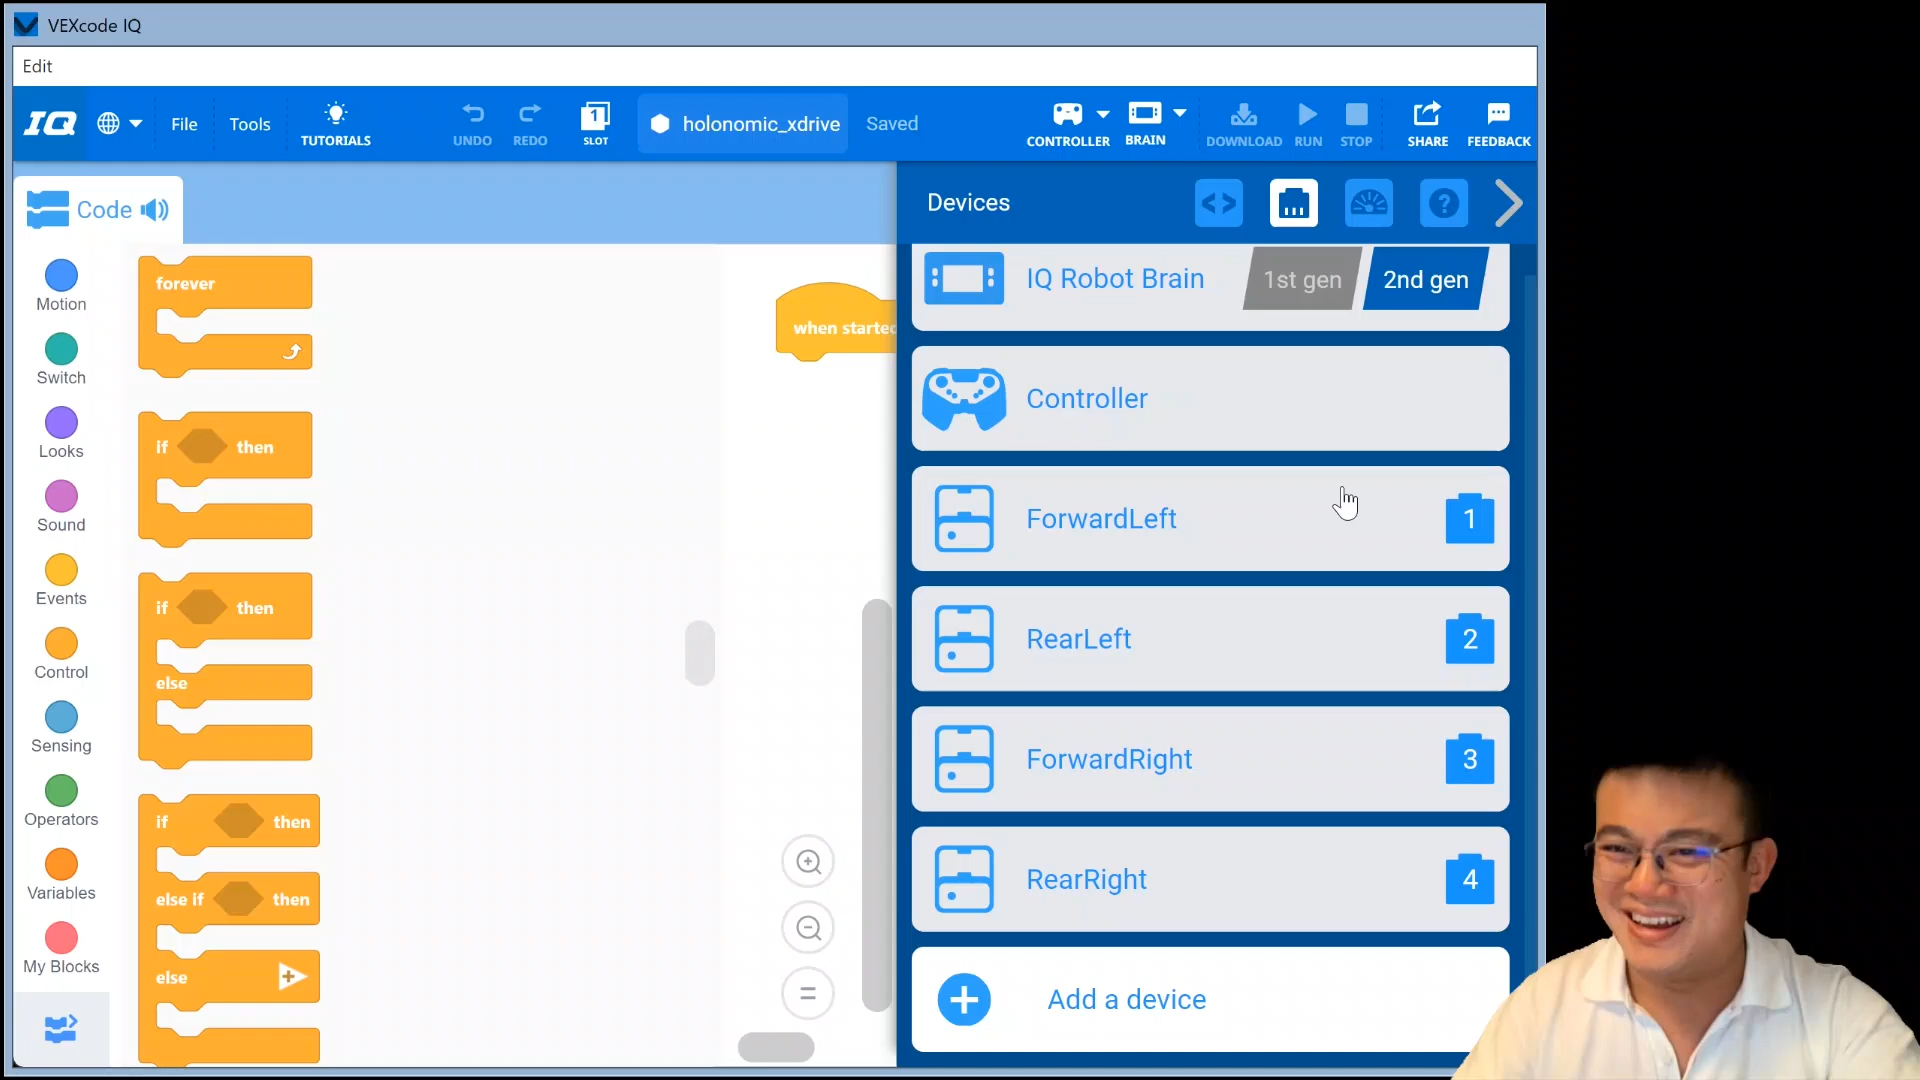 VEXcode IQ
Edit
IQ
File
Tools
TUTORIALS
UNDO
REDO
1
SLOT
holonomic_xdrive
Saved
CONTROLLER
BRAIN
DOWNLOAD
RUN
STOP
SHARE
FEEDBACK
Code
Devices
Motion
Switch
Looks
Sound
Events
Control
Sensing
Operators
Variables
My Blocks
forever
if then
if then
else
if then
else if then
else
when started
IQ Robot Brain
1st gen
2nd gen
Controller
ForwardLeft
1
RearLeft
2
ForwardRight
3
RearRight
4
Add a device